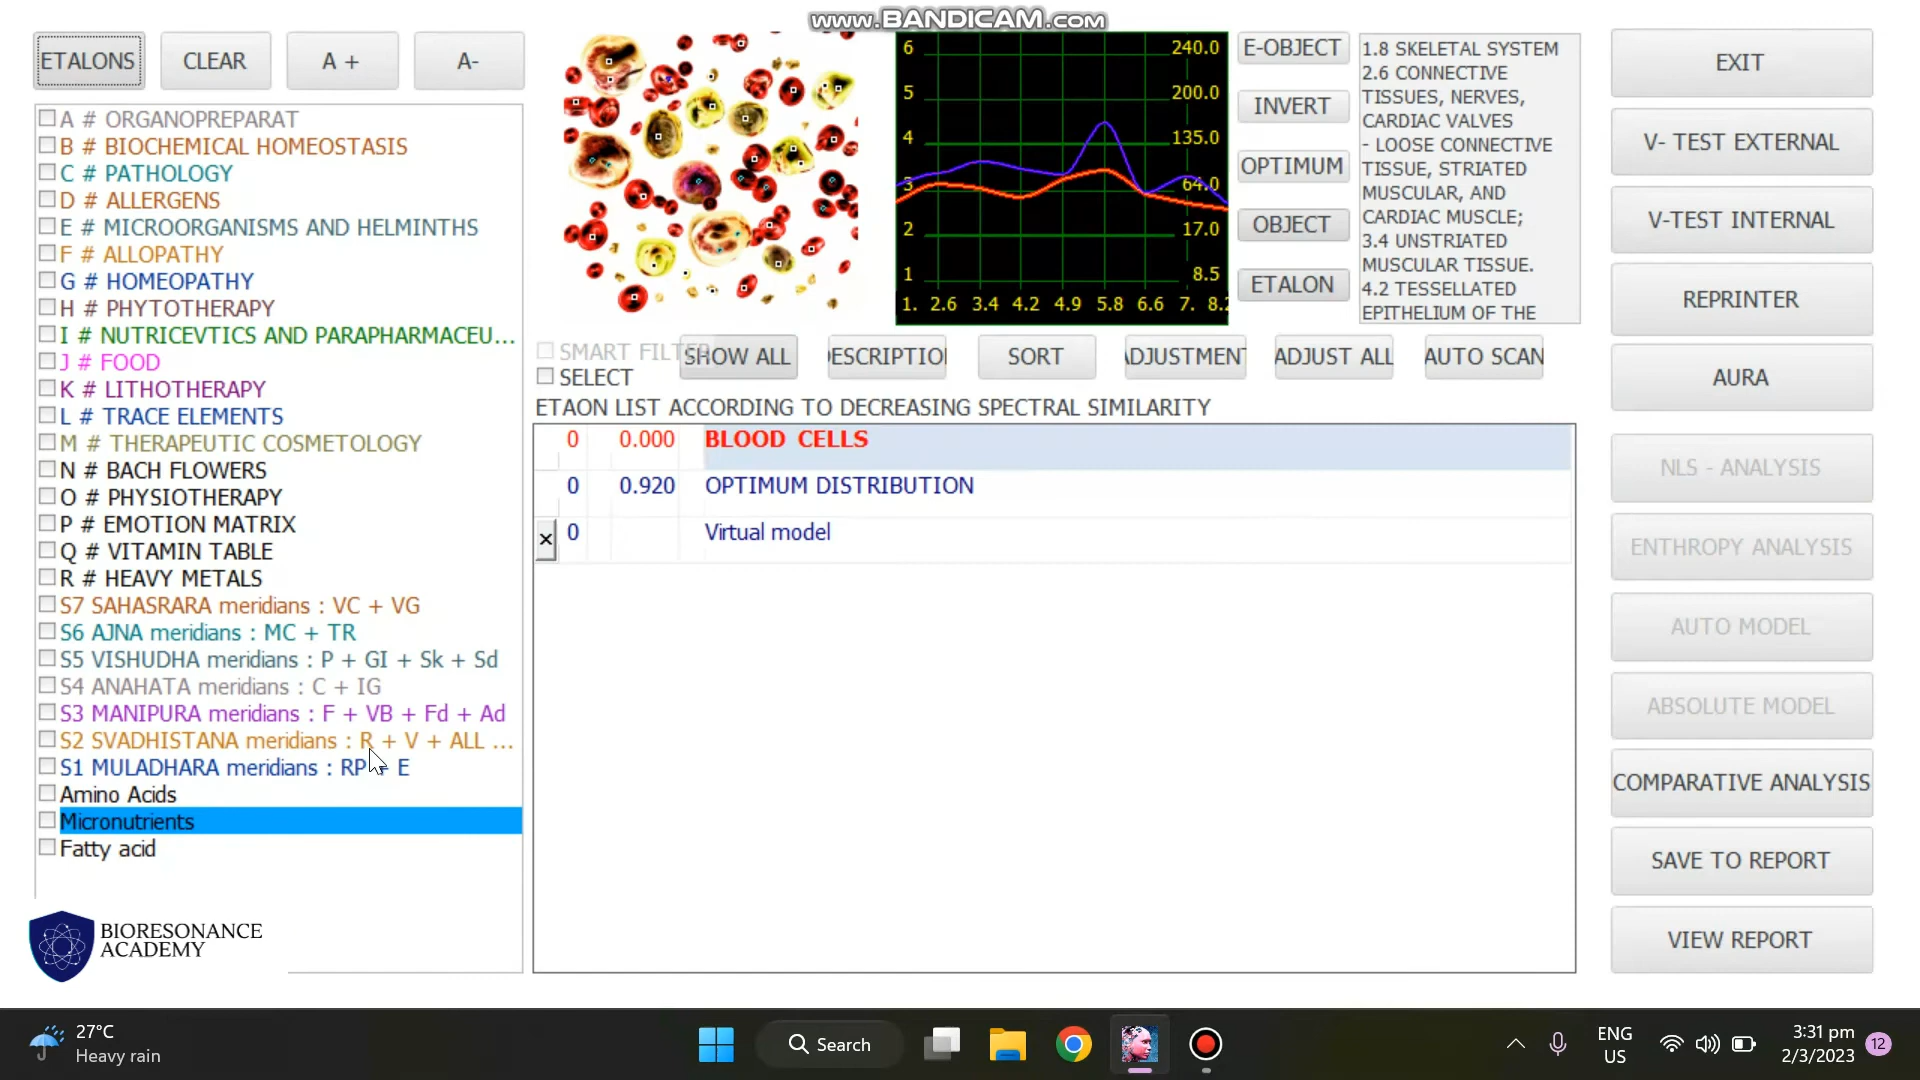 www.BANDICAM.com
ETALONS
CLEAR
A +
A-
A # ORGANOPREPARAT
B # BIOCHEMICAL HOMEOSTASIS
C # PATHOLOGY
D # ALLERGENS
E # MICROORGANISMS AND HELMINTHS
F # ALLOPATHY
G # HOMEOPATHY
H # PHYTOTHERAPY
I # NUTRICEVTICS AND PARAPHARMACEU...
J # FOOD
K # LITHOTHERAPY
L # TRACE ELEMENTS
M # THERAPEUTIC COSMETOLOGY
N # BACH FLOWERS
O # PHYSIOTHERAPY
P # EMOTION MATRIX
Q # VITAMIN TABLE
R # HEAVY METALS
S7 SAHASRARA meridians : VC + VG
S6 AJNA meridians : MC + TR
S5 VISHUDHA meridians : P + GI + Sk + Sd
S4 ANAHATA meridians : C + IG
S3 MANIPURA meridians : F + VB + Fd + Ad
S2 SVADHISTANA meridians : R + V + ALL ...
S1 MULADHARA meridians : RP + E
Amino Acids
Micronutrients
Fatty acid
BIORESONANCE
ACADEMY
6 240.0
5 200.0
4 135.0
3 64.0
2 17.0
1 8.5
1. 2.6 3.4 4.2 4.9 5.8 6.6 7. 8.2
E-OBJECT
INVERT
OPTIMUM
OBJECT
ETALON
1.8 SKELETAL SYSTEM
2.6 CONNECTIVE
TISSUES, NERVES,
CARDIAC VALVES
- LOOSE CONNECTIVE
TISSUE, STRIATED
MUSCULAR, AND
CARDIAC MUSCLE;
3.4 UNSTRIATED
MUSCULAR TISSUE.
4.2 TESSELLATED
EPITHELIUM OF THE
SMART FILTER
SELECT
SHOW ALL
DESCRIPTIO
SORT
ADJUSTMENT
ADJUST ALL
AUTO SCAN
ETAON LIST ACCORDING TO DECREASING SPECTRAL SIMILARITY
0 0.000 BLOOD CELLS
0 0.920 OPTIMUM DISTRIBUTION
x 0 Virtual model
EXIT
V- TEST EXTERNAL
V-TEST INTERNAL
REPRINTER
AURA
NLS - ANALYSIS
ENTHROPY ANALYSIS
AUTO MODEL
ABSOLUTE MODEL
COMPARATIVE ANALYSIS
SAVE TO REPORT
VIEW REPORT
27°C
Heavy rain
Search
ENG
US
3:31 pm
2/3/2023
12